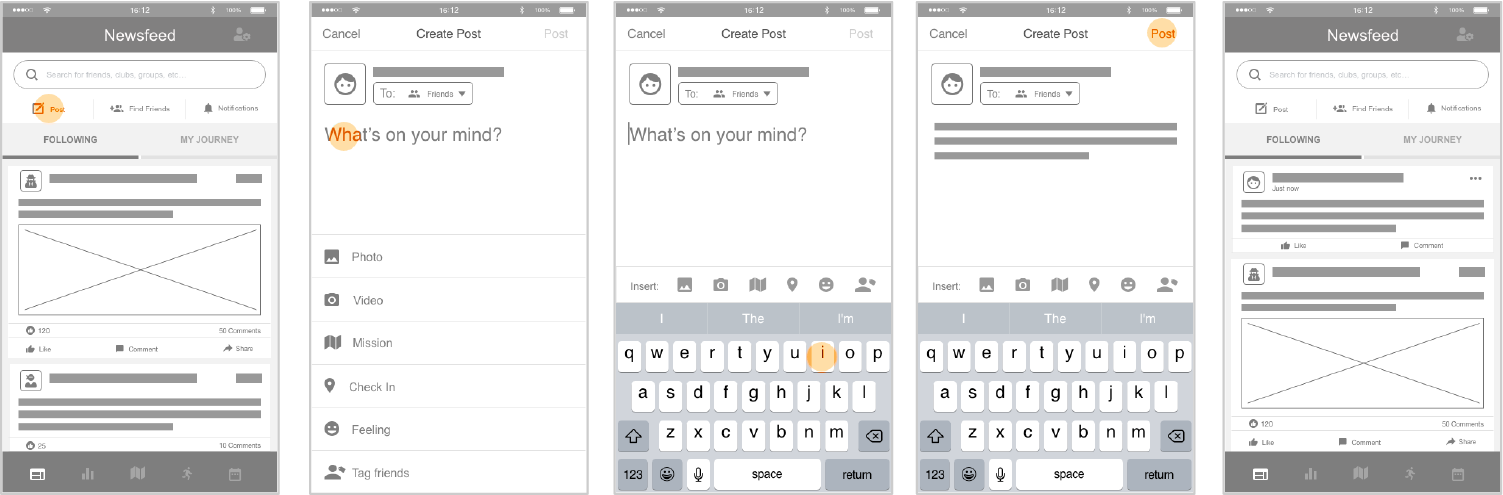 16:12 100%
Newsfeed
Search for friends, clubs, groups, etc...
Post Find Friends Notifications
FOLLOWING MY JOURNEY
120 50 Comments
Like Comment Share
25 10 Comments
16:12 100%
Cancel Create Post Post
To: Friends
What's on your mind?
Photo
Video
Mission
Check In
Feeling
Tag friends
16:12 100%
Cancel Create Post Post
To: Friends
What's on your mind?
Insert:
I The I'm
q w e r t y u i o p
a s d f g h j k l
z x c v b n m
123 space return
16:12 100%
Cancel Create Post Post
To: Friends
Insert:
I The I'm
q w e r t y u i o p
a s d f g h j k l
z x c v b n m
123 space return
16:12 100%
Newsfeed
Search for friends, clubs, groups, etc...
Post Find Friends Notifications
FOLLOWING MY JOURNEY
Just now
Like Comment
120 50 Comments
Like Comment Share